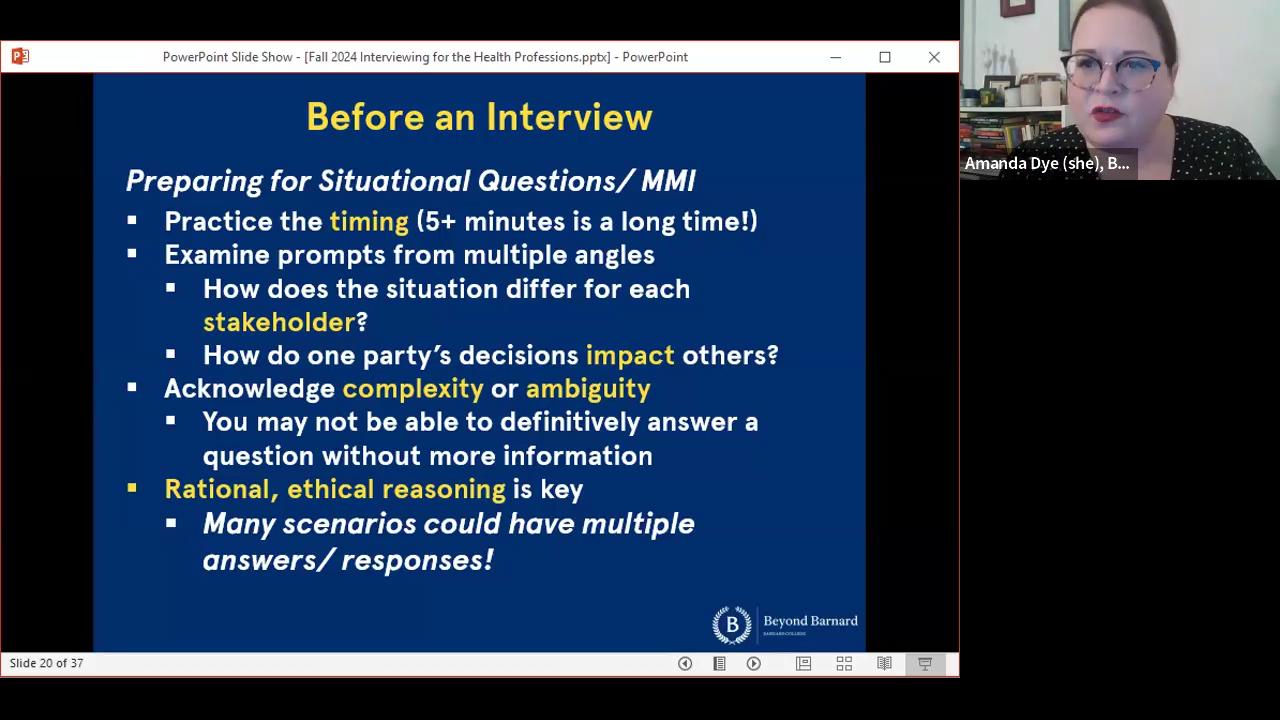 PowerPoint Slide Show - [Fall 2024 Interviewing for the Health Professions.pptx] - PowerPoint
Before an Interview
Preparing for Situational Questions/ MMI
▪ Practice the timing (5+ minutes is a long time!)
▪ Examine prompts from multiple angles
▪ How does the situation differ for each
stakeholder?
▪ How do one party’s decisions impact others?
▪ Acknowledge complexity or ambiguity
▪ You may not be able to definitively answer a
question without more information
▪ Rational, ethical reasoning is key
▪ Many scenarios could have multiple
answers/ responses!
B
Beyond Barnard
BARNARD COLLEGE
Slide 20 of 37
Amanda Dye (she), B...